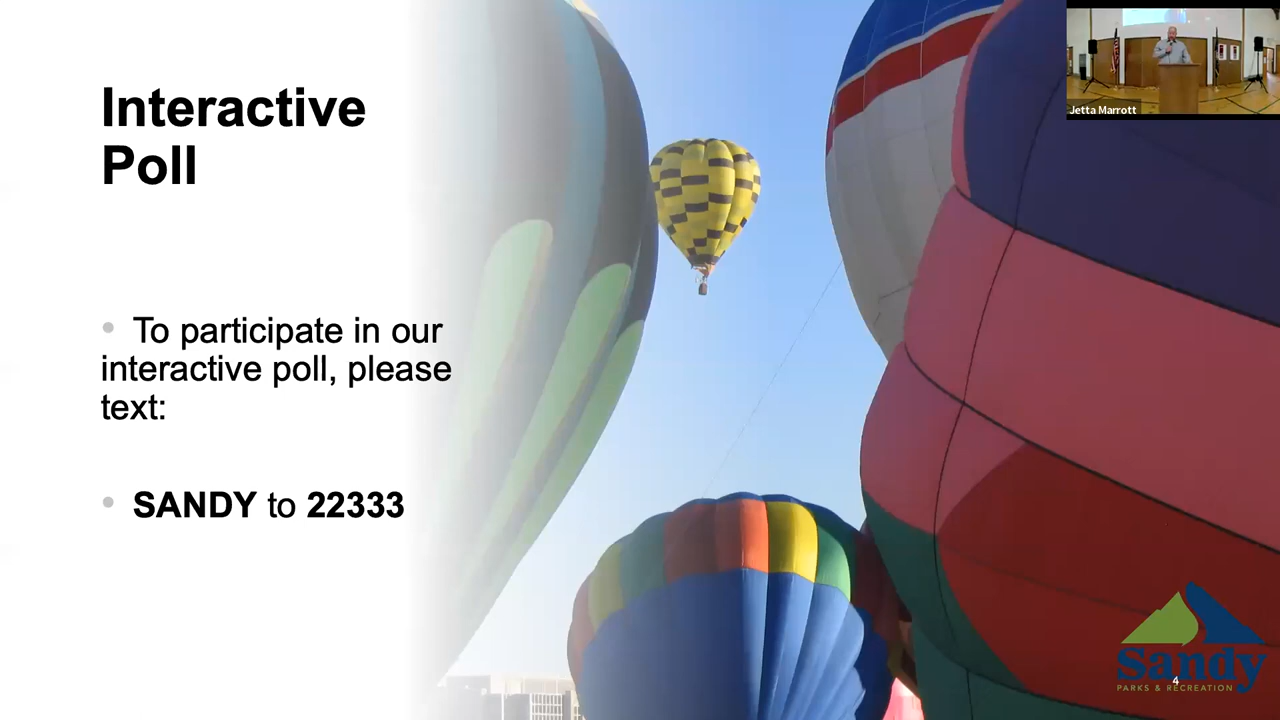 Interactive
Poll
• To participate in our
interactive poll, please
text:
• SANDY to 22333
Jetta Marrott
Sandy
4
PARKS & RECREATION